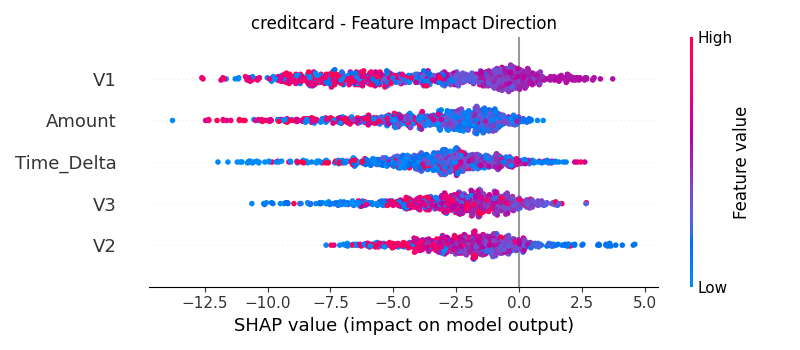 creditcard - Feature Impact Direction
High
V1
Amount
Time_Delta
V3
V2
Feature value
Low
−12.5 −10.0 −7.5 −5.0 −2.5 0.0 2.5 5.0
SHAP value (impact on model output)